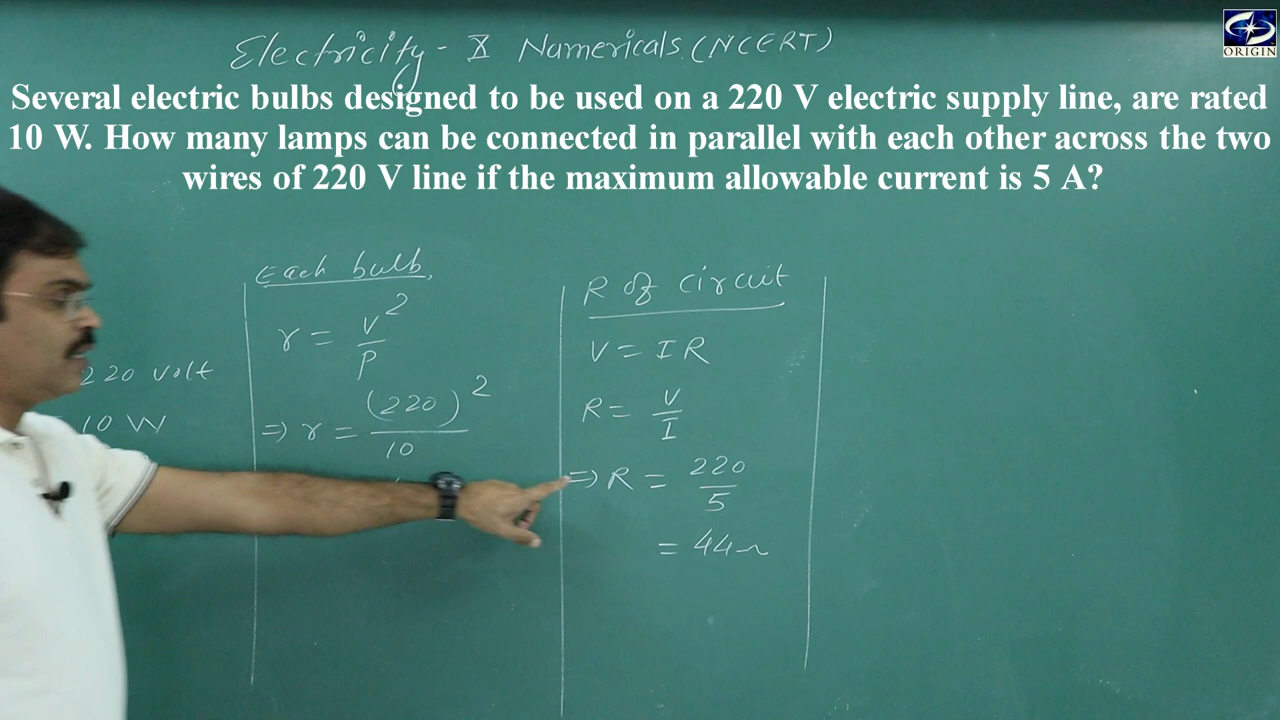 Electricity - X Numericals (NCERT)
ORIGIN
Several electric bulbs designed to be used on a 220 V electric supply line, are rated
10 W. How many lamps can be connected in parallel with each other across the two
wires of 220 V line if the maximum allowable current is 5 A?
220 volt
10 W
Each bulb,
r = V²/P
⇒ r = (220)²/10
R of circuit
V = IR
R = V/I
⇒ R = 220/5
= 44Ω